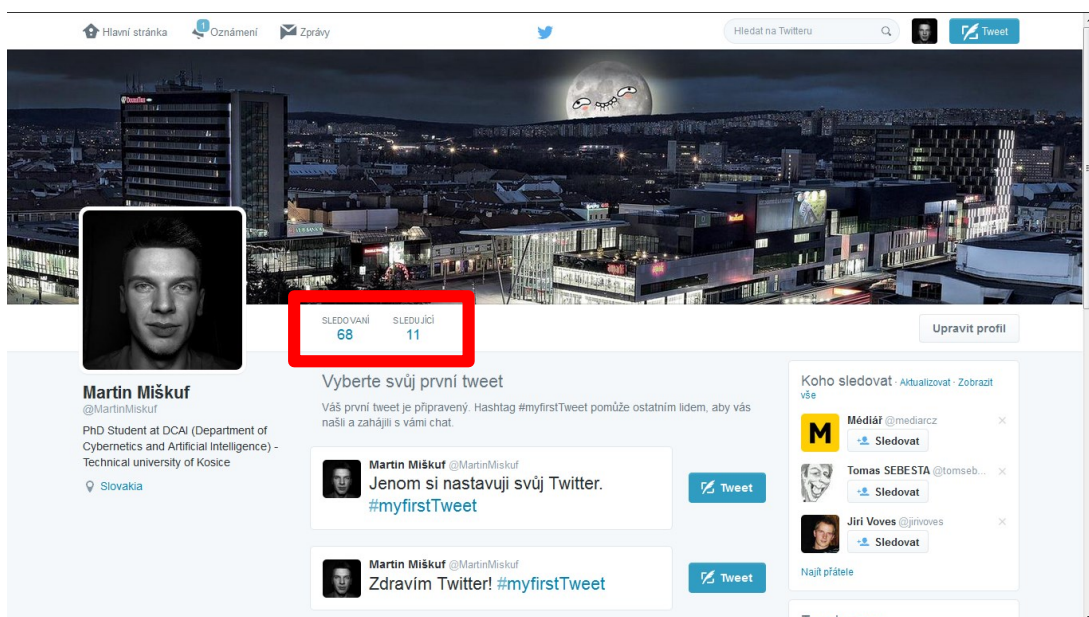 Hlavní stránka
1
Oznámení
Zprávy
Hledat na Twitteru
Tweet
SLEDOVANÍ
68
SLEDUJÍCÍ
11
Upravit profil
Martin Miškuf
@MartinMiskuf
PhD Student at DCAI (Department of
Cybernetics and Artificial Intelligence) -
Technical university of Kosice
Slovakia
Vyberte svůj první tweet
Váš první tweet je připravený. Hashtag #myfirstTweet pomůže ostatním lidem, aby vás
našli a zahájili s vámi chat.
Martin Miškuf @MartinMiskuf
Jenom si nastavuji svůj Twitter.
#myfirstTweet
Tweet
Martin Miškuf @MartinMiskuf
Zdravím Twitter! #myfirstTweet
Tweet
Koho sledovat · Aktualizovat · Zobrazit
vše
M
Médiář @mediarcz
Sledovat
Tomas SEBESTA @tomseb...
Sledovat
Jiri Voves @jirivoves
Sledovat
Najít přátele